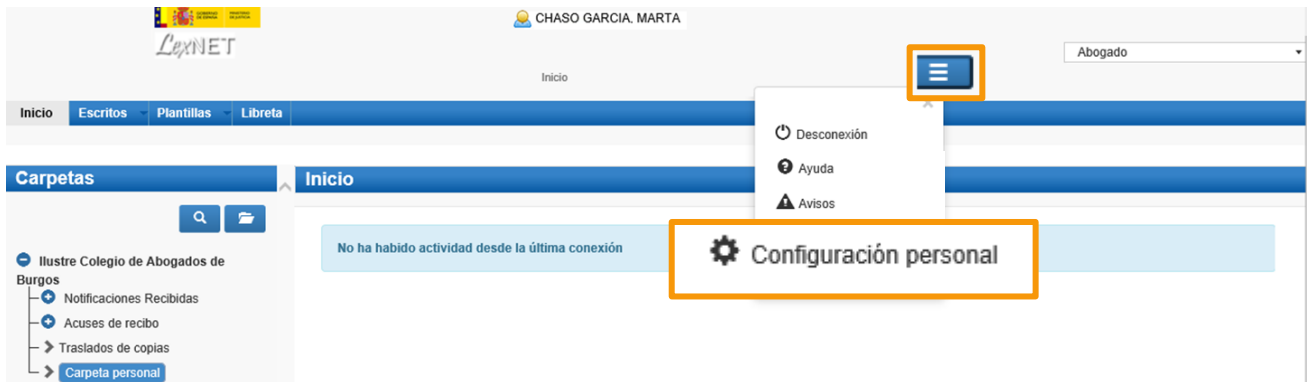 CHASO GARCIA. MARTA
LexNET
Abogado
Inicio
Inicio Escritos Plantillas Libreta
Desconexión
Ayuda
Avisos
Configuración personal
Carpetas
Inicio
No ha habido actividad desde la última conexión
Ilustre Colegio de Abogados de
Burgos
Notificaciones Recibidas
Acuses de recibo
Traslados de copias
Carpeta personal